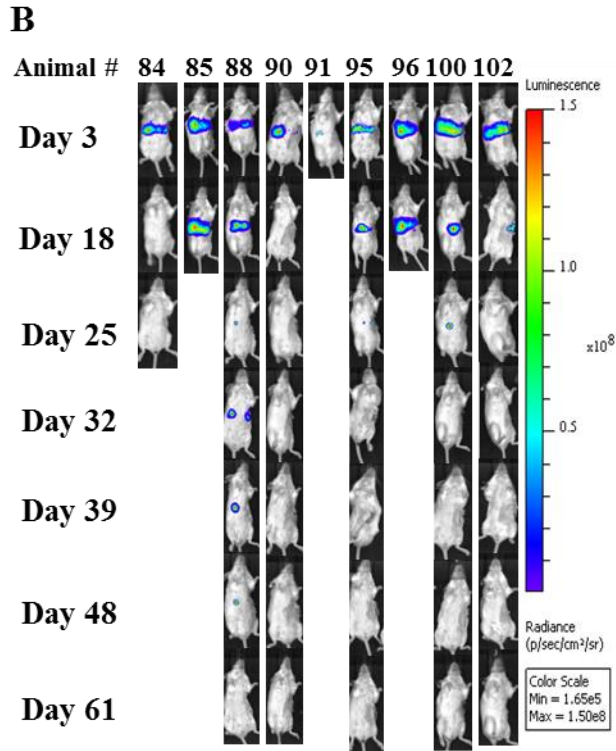 B
Animal # 84 85 88 90 91 95 96 100 102
Luminescence
1.5
Day 3
Day 18
1.0
Day 25
x10⁸
Day 32
0.5
Day 39
Day 48
Radiance
(p/sec/cm²/sr)
Day 61
Color Scale
Min = 1.65e5
Max = 1.50e8